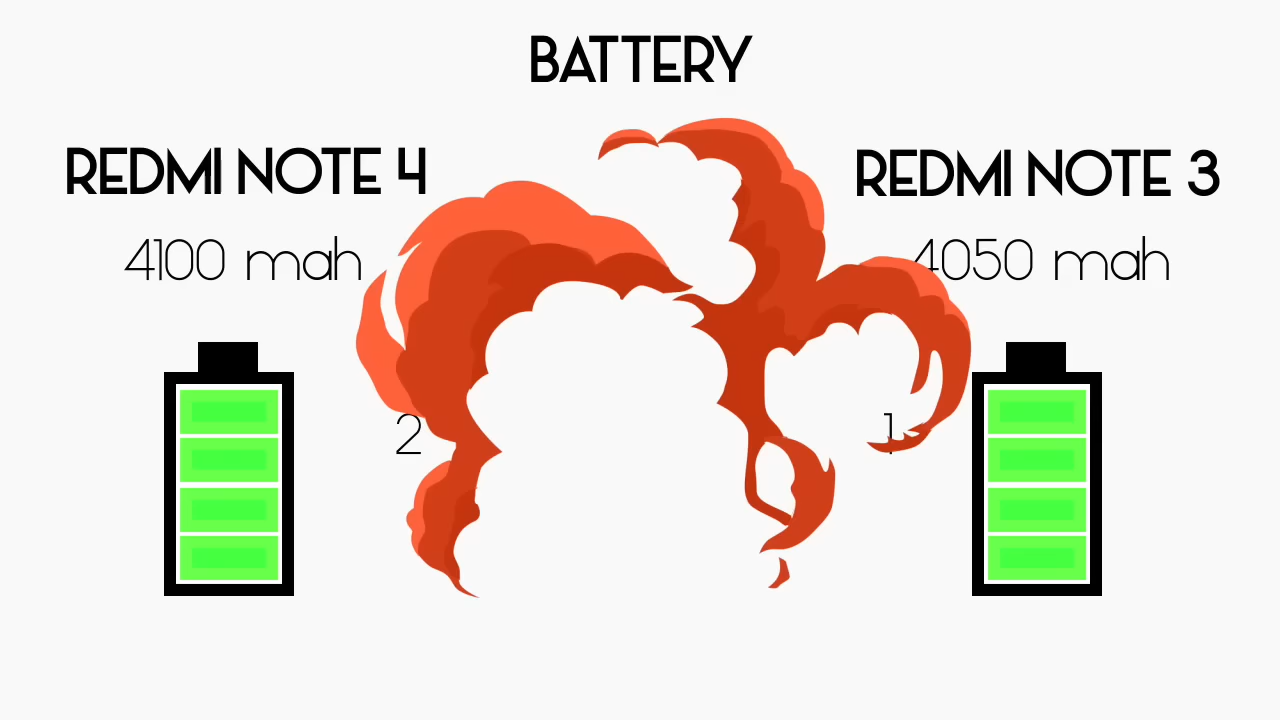 BATTERY
REDMI NOTE 4
REDMI NOTE 3
4100 mah
4050 mah
2
1